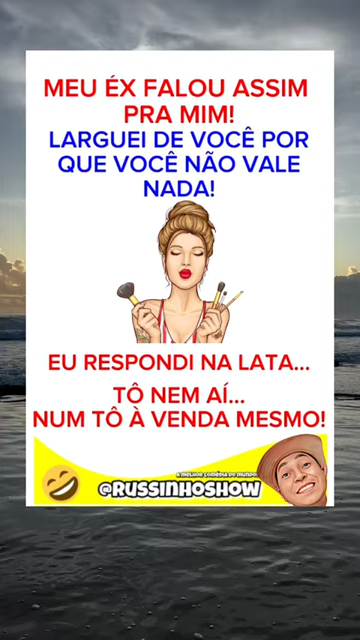 MEU ÉX FALOU ASSIM
PRA MIM!
LARGUEI DE VOCÊ POR
QUE VOCÊ NÃO VALE
NADA!
EU RESPONDI NA LATA...
TÔ NEM AÍ...
NUM TÔ À VENDA MESMO!
A MELHOR COMÉDIA DO MUNDO!
@RUSSINHOSHOW